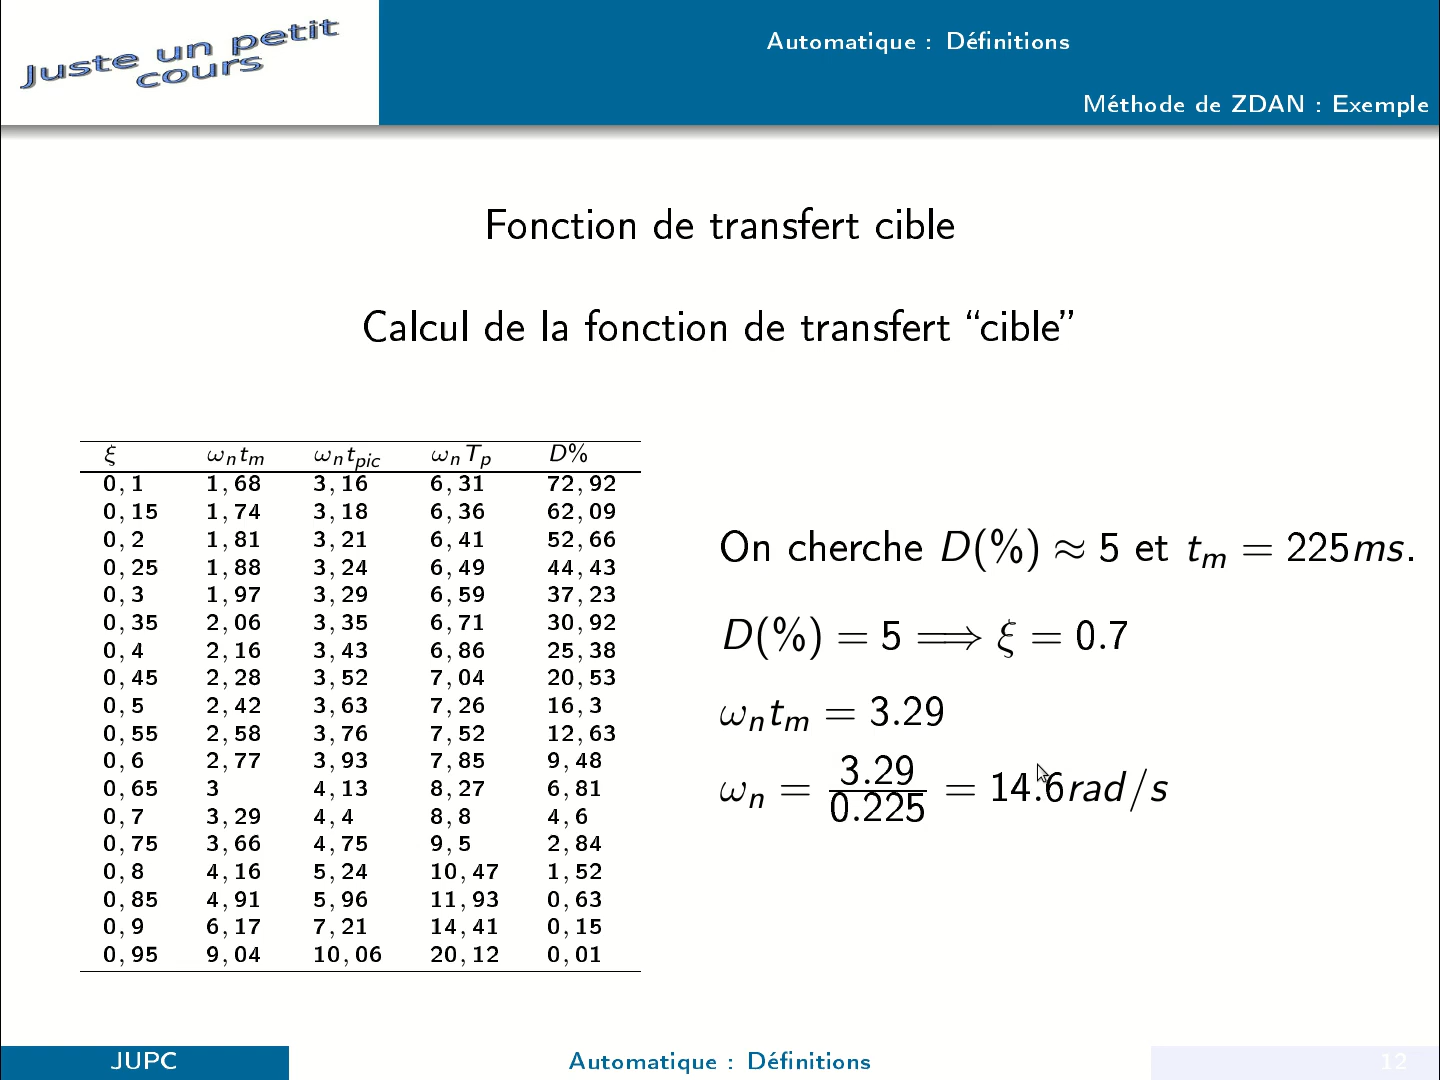 Juste un petit
cours
Automatique : Définitions
Méthode de ZDAN : Exemple
Fonction de transfert cible
Calcul de la fonction de transfert “cible”
ξ ωₙtₘ ωₙt_pic ωₙT_p D%
0, 1 1, 68 3, 16 6, 31 72, 92
0, 15 1, 74 3, 18 6, 36 62, 09
0, 2 1, 81 3, 21 6, 41 52, 66
0, 25 1, 88 3, 24 6, 49 44, 43
0, 3 1, 97 3, 29 6, 59 37, 23
0, 35 2, 06 3, 35 6, 71 30, 92
0, 4 2, 16 3, 43 6, 86 25, 38
0, 45 2, 28 3, 52 7, 04 20, 53
0, 5 2, 42 3, 63 7, 26 16, 3
0, 55 2, 58 3, 76 7, 52 12, 63
0, 6 2, 77 3, 93 7, 85 9, 48
0, 65 3 4, 13 8, 27 6, 81
0, 7 3, 29 4, 4 8, 8 4, 6
0, 75 3, 66 4, 75 9, 5 2, 84
0, 8 4, 16 5, 24 10, 47 1, 52
0, 85 4, 91 5, 96 11, 93 0, 63
0, 9 6, 17 7, 21 14, 41 0, 15
0, 95 9, 04 10, 06 20, 12 0, 01
On cherche D(%) ≈ 5 et tₘ = 225ms.
D(%) = 5 ⟹ ξ = 0.7
ωₙtₘ = 3.29
ωₙ = 3.29/0.225 = 14.6rad/s
JUPC
Automatique : Définitions
12